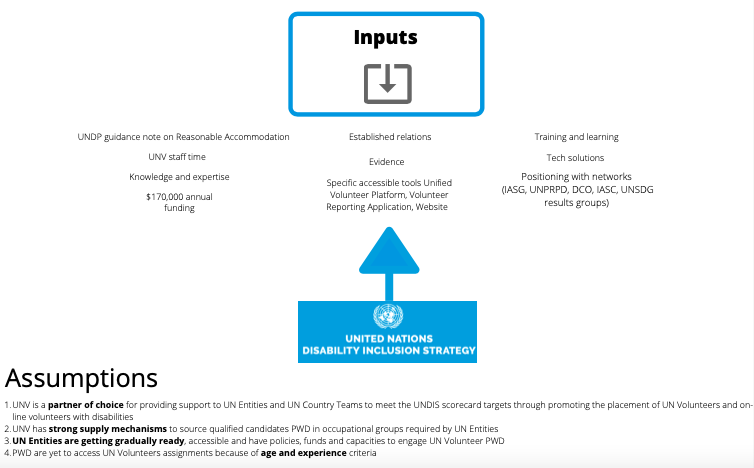 Inputs
UNDP guidance note on Reasonable Accommodation
UNV staff time
Knowledge and expertise
$170,000 annual
funding
Established relations
Evidence
Specific accessible tools Unified
Volunteer Platform, Volunteer
Reporting Application, Website
Training and learning
Tech solutions
Positioning with networks
(IASG, UNPRPD, DCO, IASC, UNSDG
results groups)
UNITED NATIONS
DISABILITY INCLUSION STRATEGY
Assumptions
1. UNV is a partner of choice for providing support to UN Entities and UN Country Teams to meet the UNDIS scorecard targets through promoting the placement of UN Volunteers and on-
line volunteers with disabilities
2. UNV has strong supply mechanisms to source qualified candidates PWD in occupational groups required by UN Entities
3. UN Entities are getting gradually ready, accessible and have policies, funds and capacities to engage UN Volunteer PWD
4. PWD are yet to access UN Volunteers assignments because of age and experience criteria